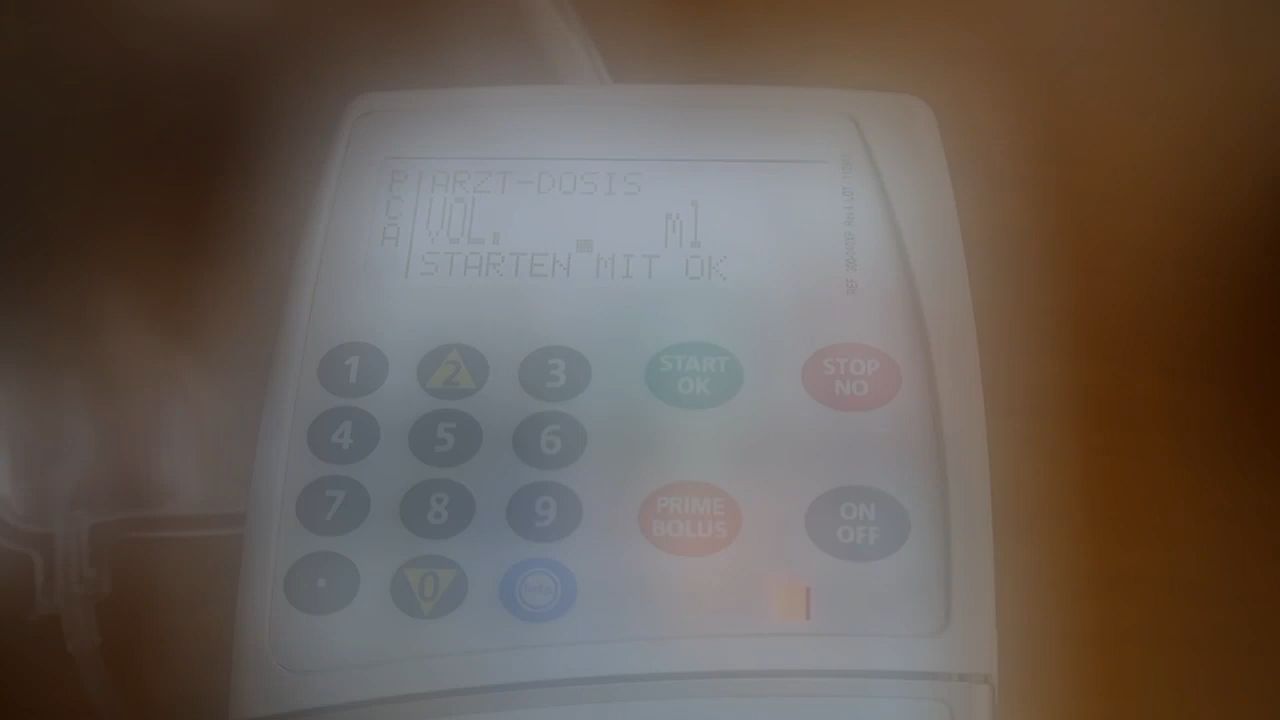 PCA
ARZT-DOSIS
VOL. ml
STARTEN MIT OK
1 2 3
START OK
STOP NO
4 5 6
7 8 9
PRIME BOLUS
ON OFF
. 0